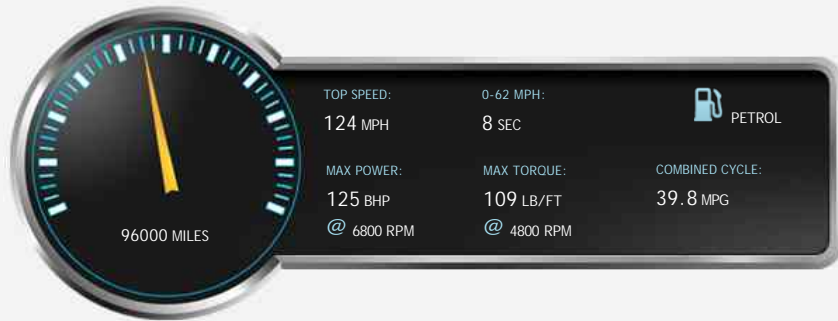 TOP SPEED:
124 MPH
0-62 MPH:
8 SEC
PETROL
MAX POWER:
125 BHP
@ 6800 RPM
MAX TORQUE:
109 LB/FT
@ 4800 RPM
COMBINED CYCLE:
39.8 MPG
96000 MILES